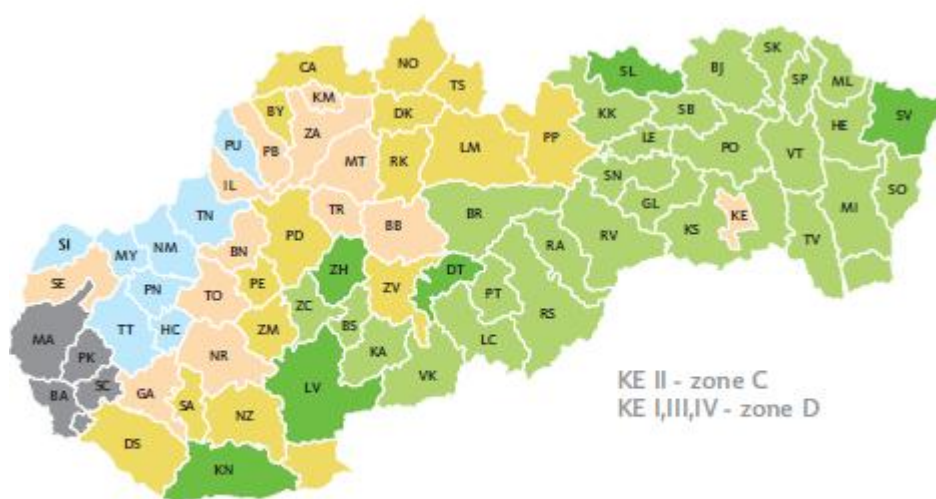 SK
NO
CA
SL
BJ
SP
ML
TS
KM
BY
DK
KK
SB
HE
SV
PU
PB
ZA
LM
PP
LE
PO
VT
MT
RK
IL
SN
TN
TR
BR
GL
SO
SI
MY
NM
BN
PD
BB
RA
RV
KS
KE
MI
TV
SE
PN
TO
PE
ZH
DT
ZV
ZC
PT
MA
TT
HC
ZM
BS
RS
PK
NR
KA
LC
BA
SC
GA
LV
VK
SA
NZ
DS
KN
KE II - zone C
KE I,III,IV - zone D